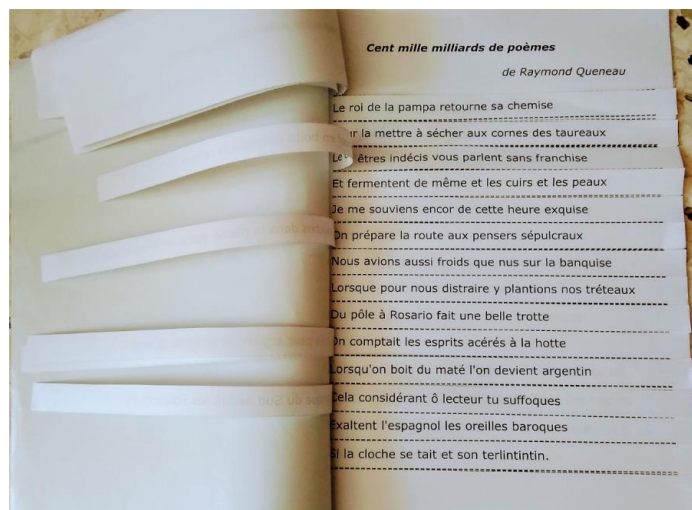 Cent mille milliards de poèmes
de Raymond Queneau
Le roi de la pampa retourne sa chemise
r la mettre à sécher aux cornes des taureaux
Le êtres indécis vous parlent sans franchise
Et fermentent de même et les cuirs et les peaux
Je me souviens encor de cette heure exquise
On prépare la route aux pensers sépulcraux
Nous avions aussi froids que nus sur la banquise
Lorsque pour nous distraire y plantions nos tréteaux
Du pôle à Rosario fait une belle trotte
On comptait les esprits acérés à la hotte
Lorsqu'on boit du maté l'on devient argentin
Cela considérant ô lecteur tu suffoques
Exaltent l'espagnol les oreilles baroques
Si la cloche se tait et son terlintintin.